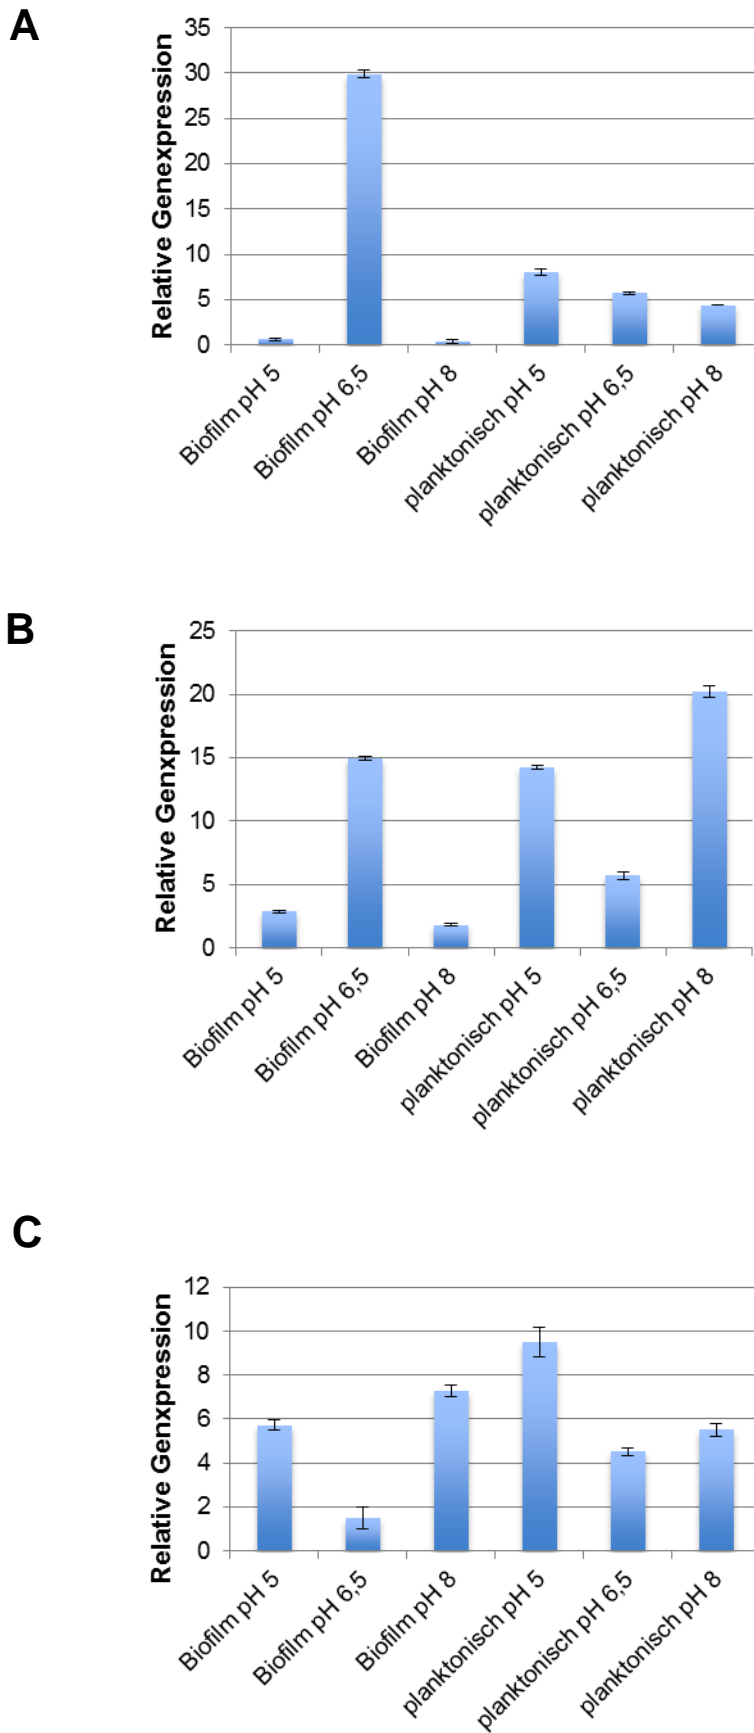 A
Relative Genexpression
35
30
25
20
15
10
5
0
Biofilm pH 5
Biofilm pH 6,5
Biofilm pH 8
planktonisch pH 5
planktonisch pH 6,5
planktonisch pH 8
B
Relative Genxpression
25
20
15
10
5
0
Biofilm pH 5
Biofilm pH 6,5
Biofilm pH 8
planktonisch pH 5
planktonisch pH 6,5
planktonisch pH 8
C
Relative Genxpression
12
10
8
6
4
2
0
Biofilm pH 5
Biofilm pH 6,5
Biofilm pH 8
planktonisch pH 5
planktonisch pH 6,5
planktonisch pH 8